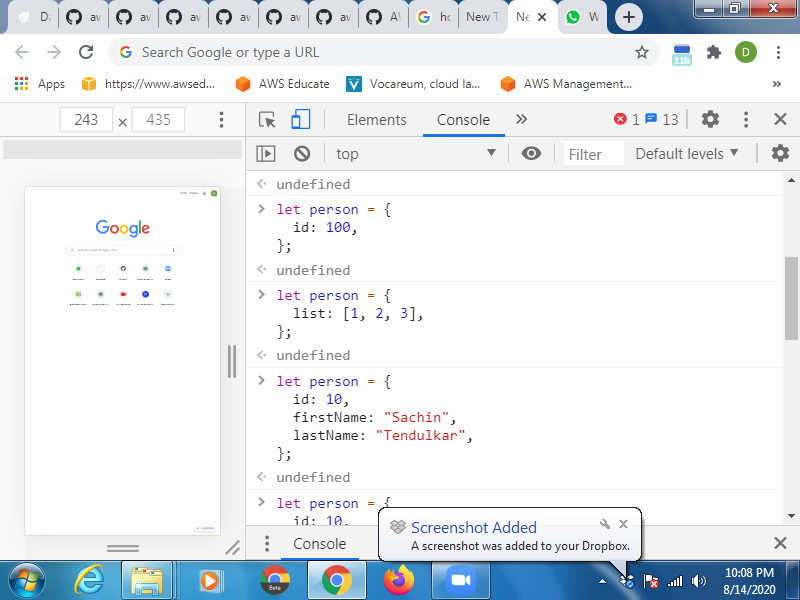 Da
av
av
av
av
av
av
AV
ho
New T
Ne
W
Search Google or type a URL
11h
D
Apps
https://www.awsed...
AWS Educate
Vocareum, cloud la...
AWS Management...
»
243 × 435
Elements
Console
»
1
13
top
Filter
Default levels
undefined
let person = {
id: 100,
};
undefined
let person = {
list: [1, 2, 3],
};
undefined
let person = {
id: 10,
firstName: "Sachin",
lastName: "Tendulkar",
};
undefined
let person = {
id: 10,
Google
Console
Screenshot Added
A screenshot was added to your Dropbox.
Beta
10:08 PM
8/14/2020